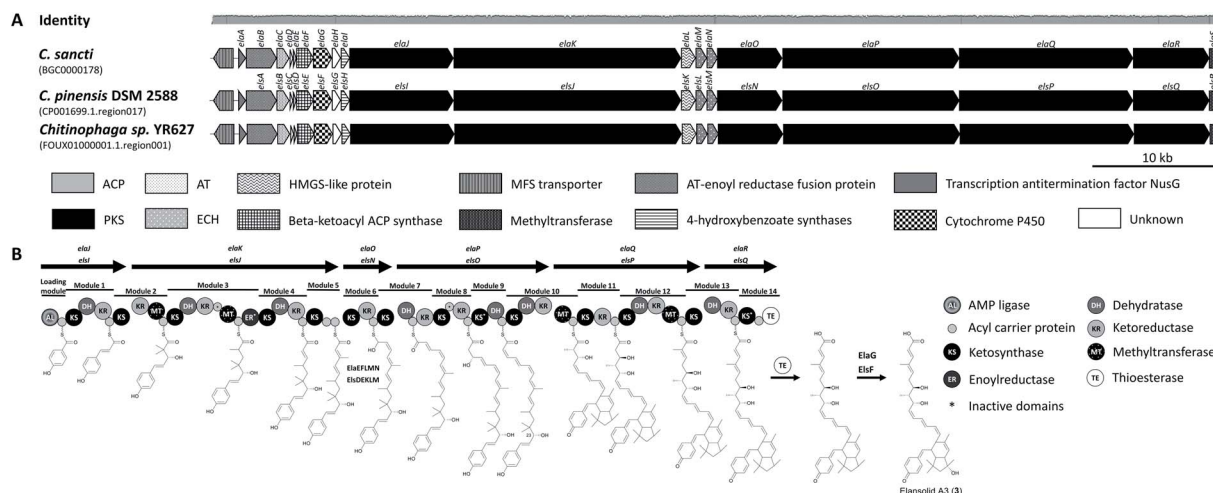 A Identity
elaA elaB elaC elaD elaE elaF elaG elaH elaI elaJ elaK elaL elaM elaN elaO elaP elaQ elaR
C. sancti
(BGC0000178)
elsA elsB elsC elsD elsE elsF elsG elsH elsI elsJ elsK elsL elsM elsN elsO elsP elsQ elsR
C. pinensis DSM 2588
(CP001699.1.region017)
Chitinophaga sp. YR627
(FOUX01000001.1.region001)
10 kb
ACP AT HMGS-like protein MFS transporter AT-enoyl reductase fusion protein Transcription antitermination factor NusG
PKS ECH Beta-ketoacyl ACP synthase Methyltransferase 4-hydroxybenzoate synthases Cytochrome P450 Unknown
B
elaJ elaK elaO elaP elaQ elaR
elsI elsJ elsN elsO elsP elsQ
Loading module Module 1 Module 2 Module 3 Module 4 Module 5 Module 6 Module 7 Module 8 Module 9 Module 10 Module 11 Module 12 Module 13 Module 14
AL KS DH KR KS KR MT KS DH KR MT ER* KS DH KR KS KS KR KS DH KR KS KR KS* DH KR MT KS KR KS DH KR MT KS DH KR KS* TE
ElaEFLMN
ElsDEKLM
TE
ElaG
ElsF
AL AMP ligase
Acyl carrier protein
KS Ketosynthase
ER Enoylreductase
* Inactive domains
DH Dehydratase
KR Ketoreductase
MT Methyltransferase
TE Thioesterase
Elansolid A3 (3)